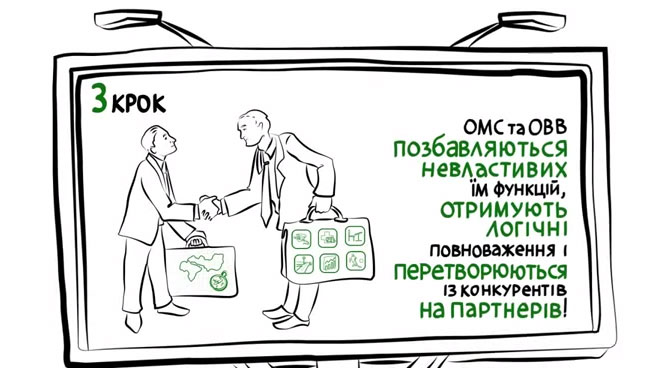 3 КРОК
ОМС та ОВВ
ПОЗБАВЛЯЮТЬСЯ
НЕВЛАСТИВИХ
ЇМ ФУНКЦІЙ,
ОТРИМУЮТЬ
ЛОГІЧНІ
ПОВНОВАЖЕННЯ І
ПЕРЕТВОРЮЮТЬСЯ
ІЗ КОНКУРЕНТІВ
НА ПАРТНЕРІВ!